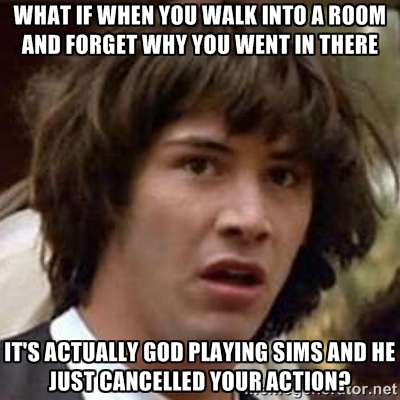 WHAT IF WHEN YOU WALK INTO A ROOM
AND FORGET WHY YOU WENT IN THERE
IT'S ACTUALLY GOD PLAYING SIMS AND HE
JUST CANCELLED YOUR ACTION?